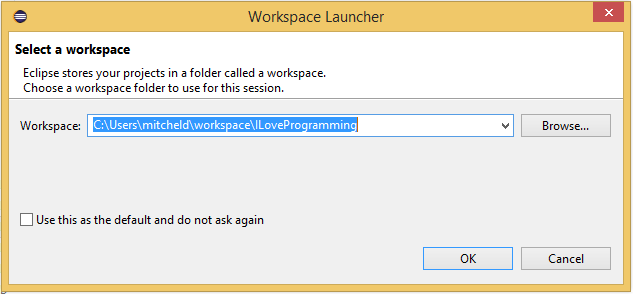 Workspace Launcher
Select a workspace
Eclipse stores your projects in a folder called a workspace.
Choose a workspace folder to use for this session.
Workspace: C:\Users\mitcheld\workspace\ILoveProgramming Browse...
Use this as the default and do not ask again
OK Cancel